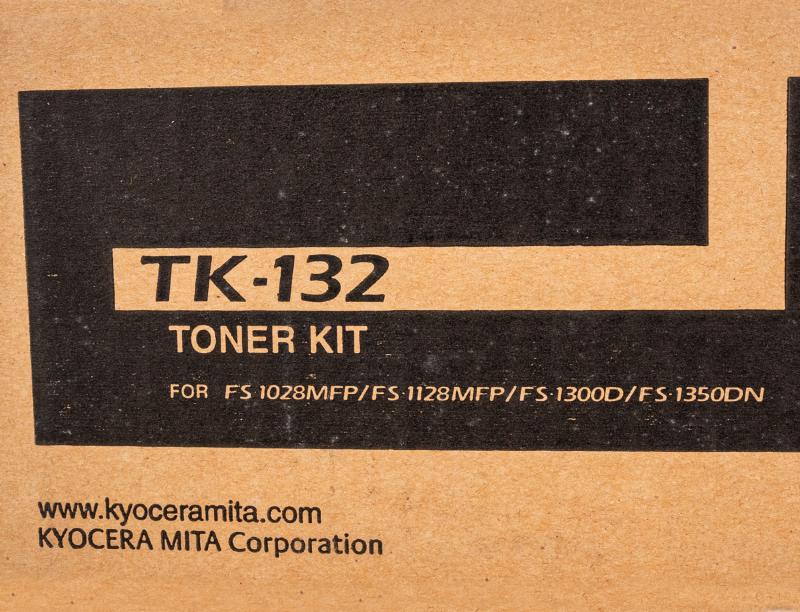 TK-132
TONER KIT
FOR FS-1028MFP/FS-1128MFP/FS-1300D/FS-1350DN
www.kyoceramita.com
KYOCERA MITA Corporation